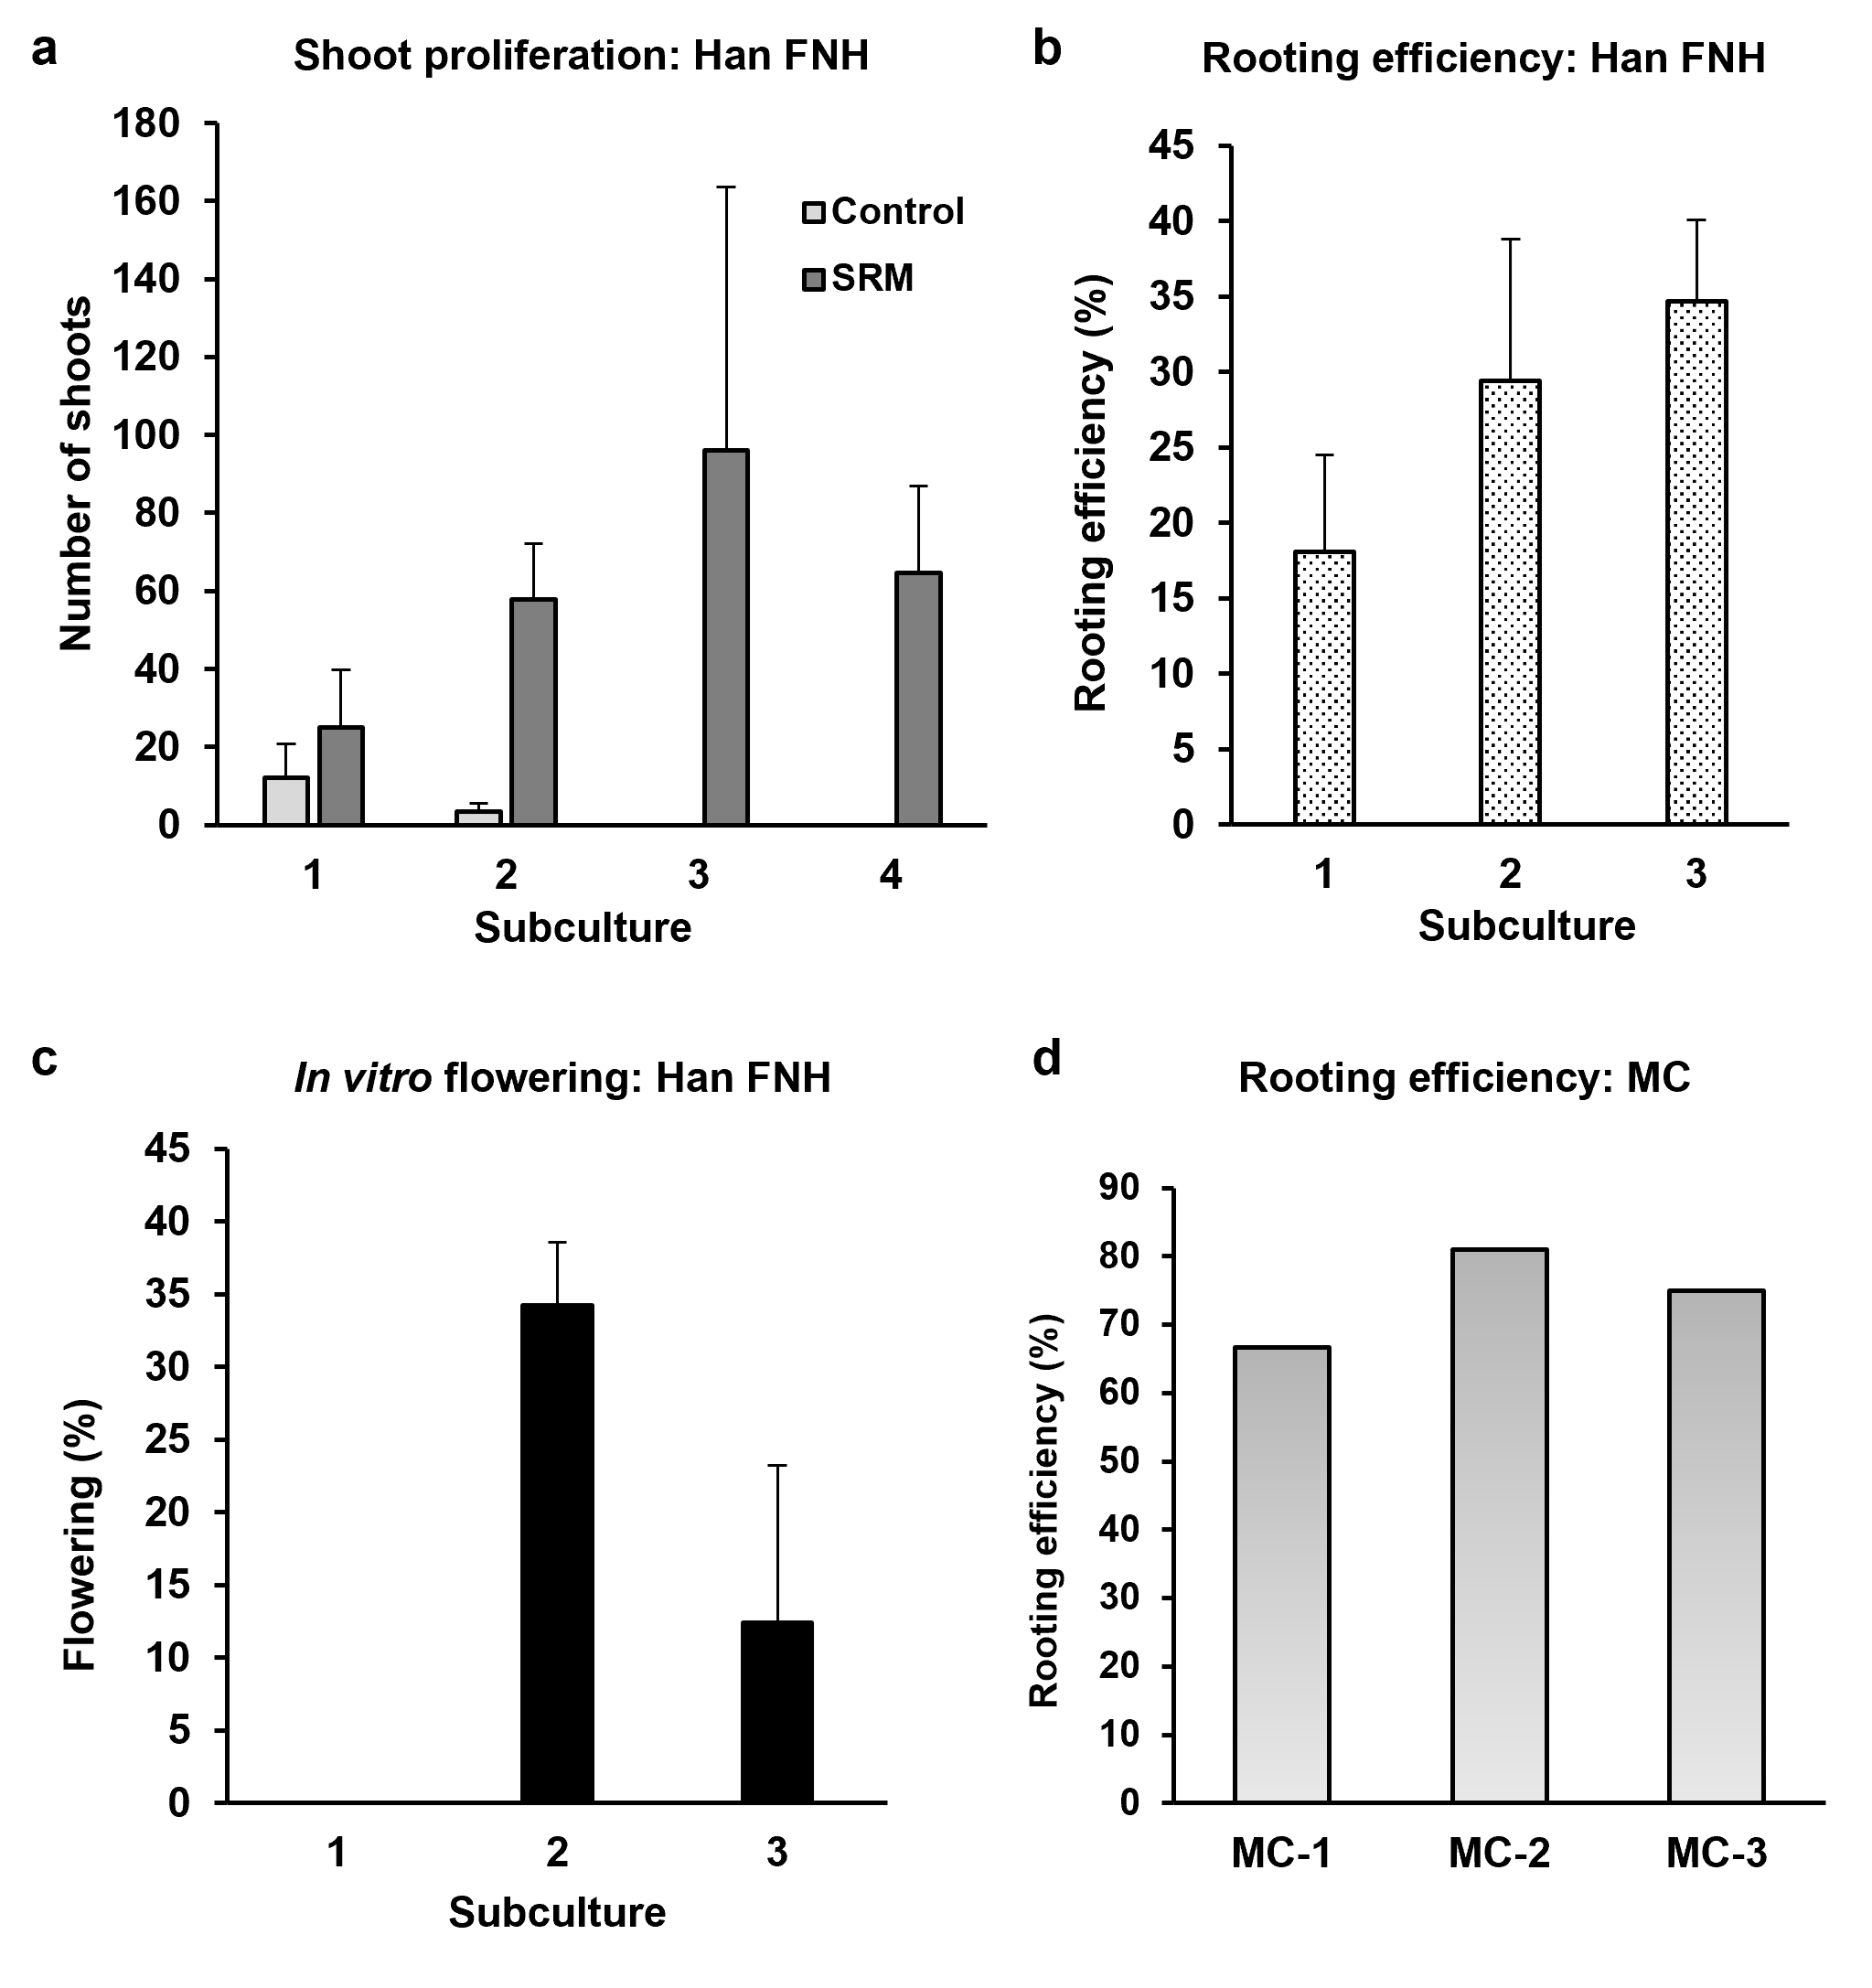 a
Shoot proliferation: Han FNH
180
160
140
120
100
80
60
40
20
0
Number of shoots
Control
SRM
1 2 3 4
Subculture
b
Rooting efficiency: Han FNH
45
40
35
30
25
20
15
10
5
0
Rooting efficiency (%)
1 2 3
Subculture
c
In vitro flowering: Han FNH
45
40
35
30
25
20
15
10
5
0
Flowering (%)
1 2 3
Subculture
d
Rooting efficiency: MC
90
80
70
60
50
40
30
20
10
0
Rooting efficiency (%)
MC-1 MC-2 MC-3